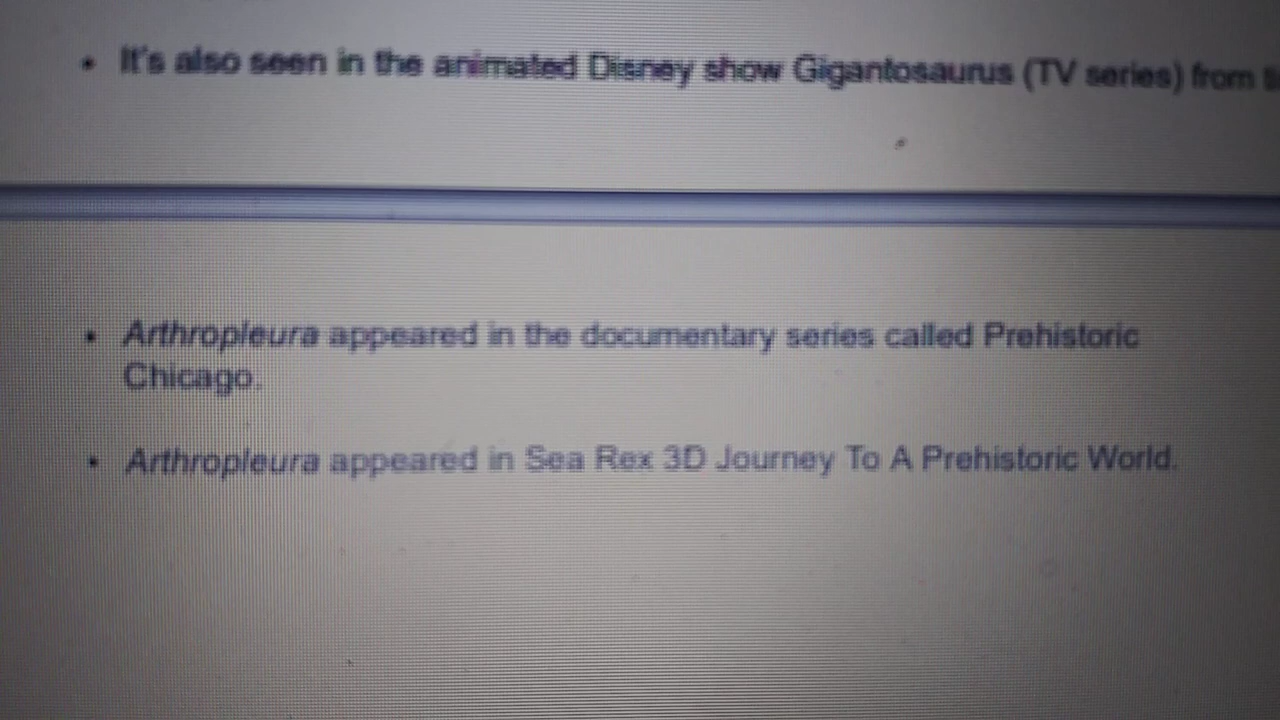 • It's also seen in the animated Disney show Gigantosaurus (TV series) from
• Arthropleura appeared in the documentary series called Prehistoric
Chicago.
• Arthropleura appeared in Sea Rex 3D Journey To A Prehistoric World.